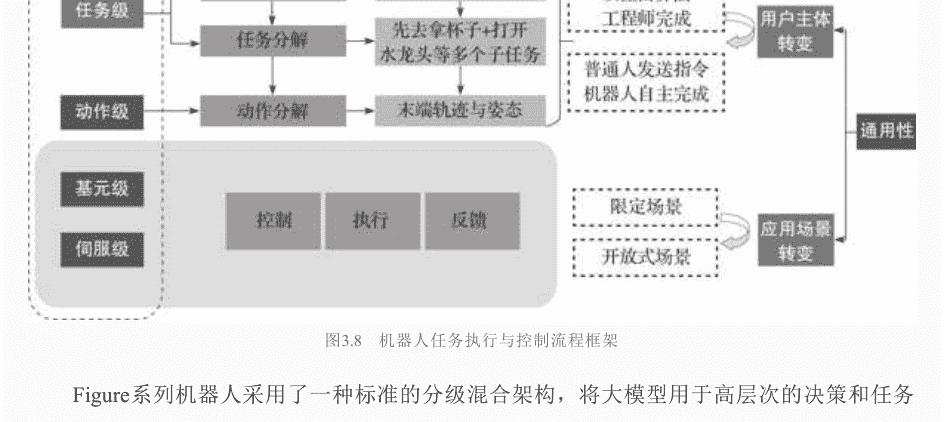 任务级
工程师完成
用户主体
转变
任务分解
先去拿杯子+打开
水龙头等多个子任务
普通人发送指令
机器人自主完成
动作级
动作分解
末端轨迹与姿态
通用性
基元级
伺服级
控制
执行
反馈
限定场景
开放式场景
应用场景
转变
图3.8 机器人任务执行与控制流程框架
Figure系列机器人采用了一种标准的分级混合架构，将大模型用于高层次的决策和任务